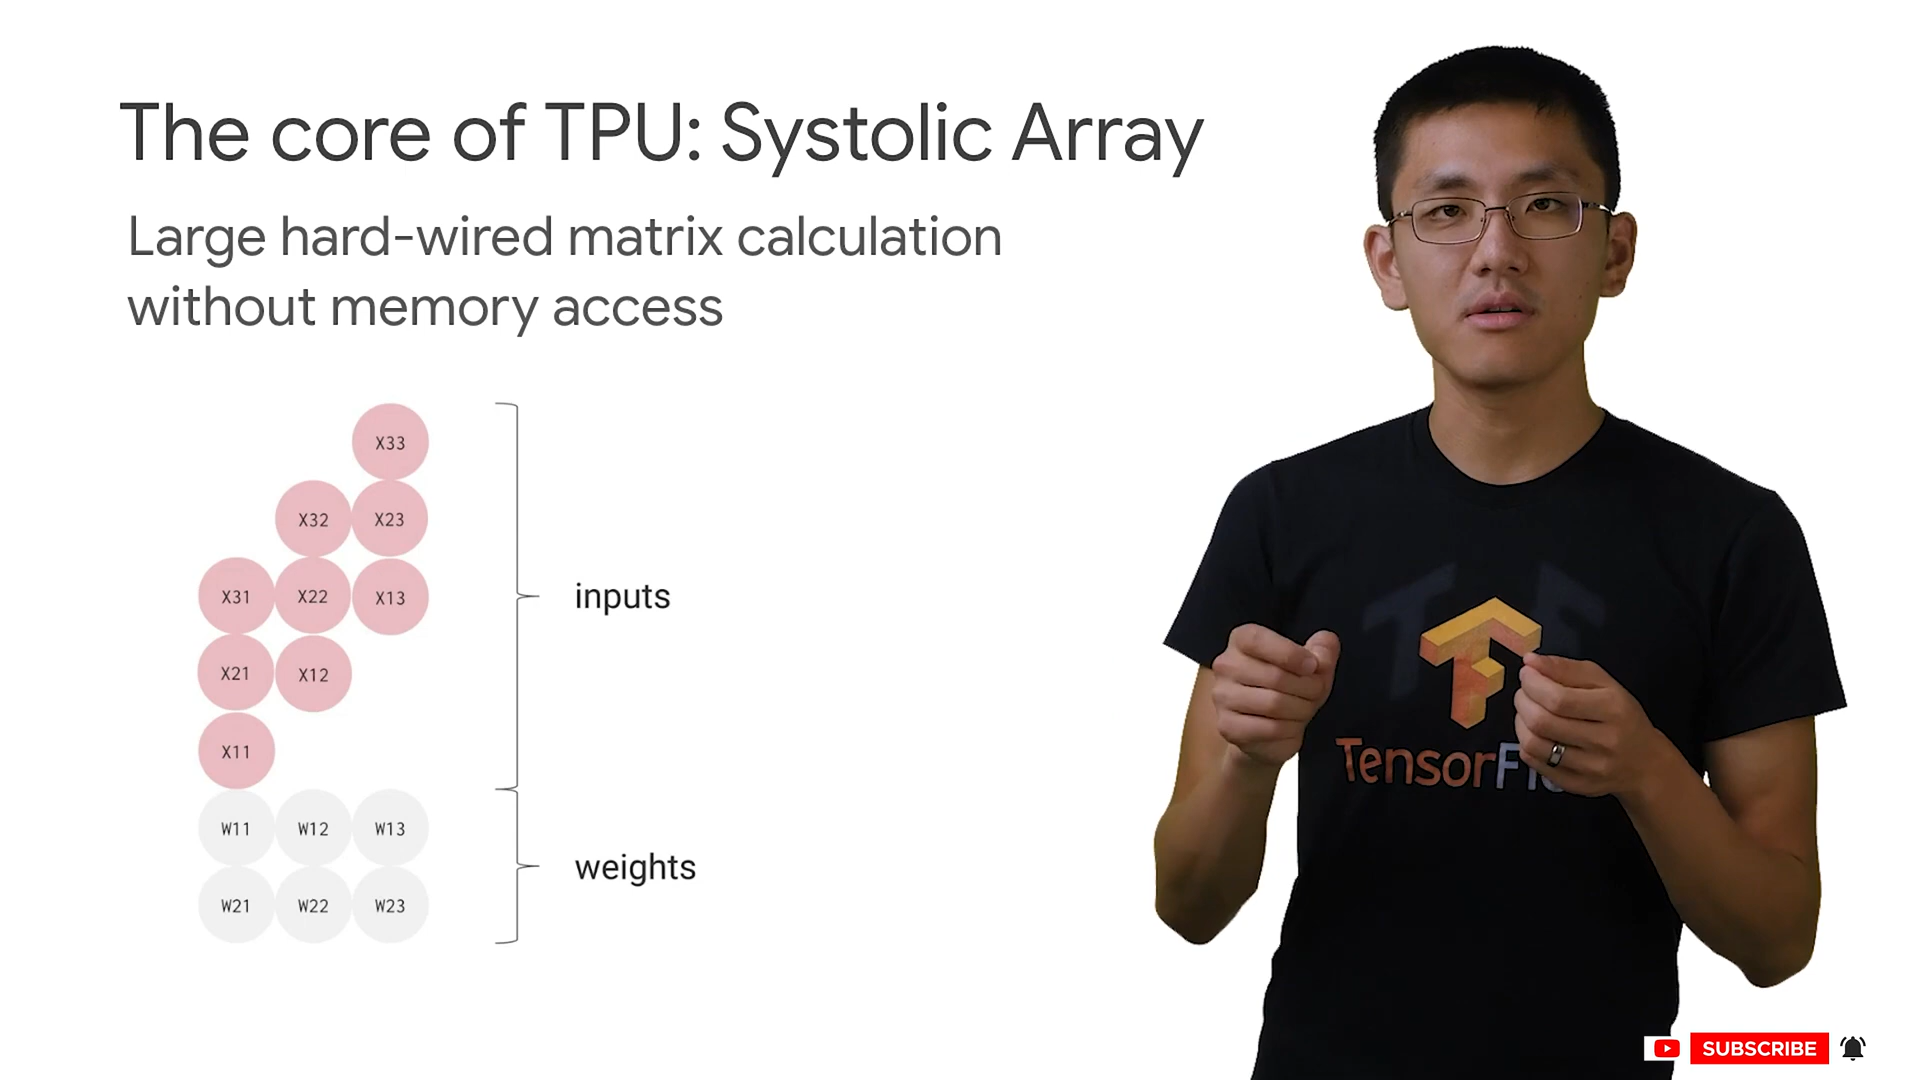 The core of TPU: Systolic Array
Large hard-wired matrix calculation
without memory access
X33
X32 X23
X31 X22 X13
inputs
X21 X12
X11
W11 W12 W13
weights
W21 W22 W23
TF
TensorFl
SUBSCRIBE